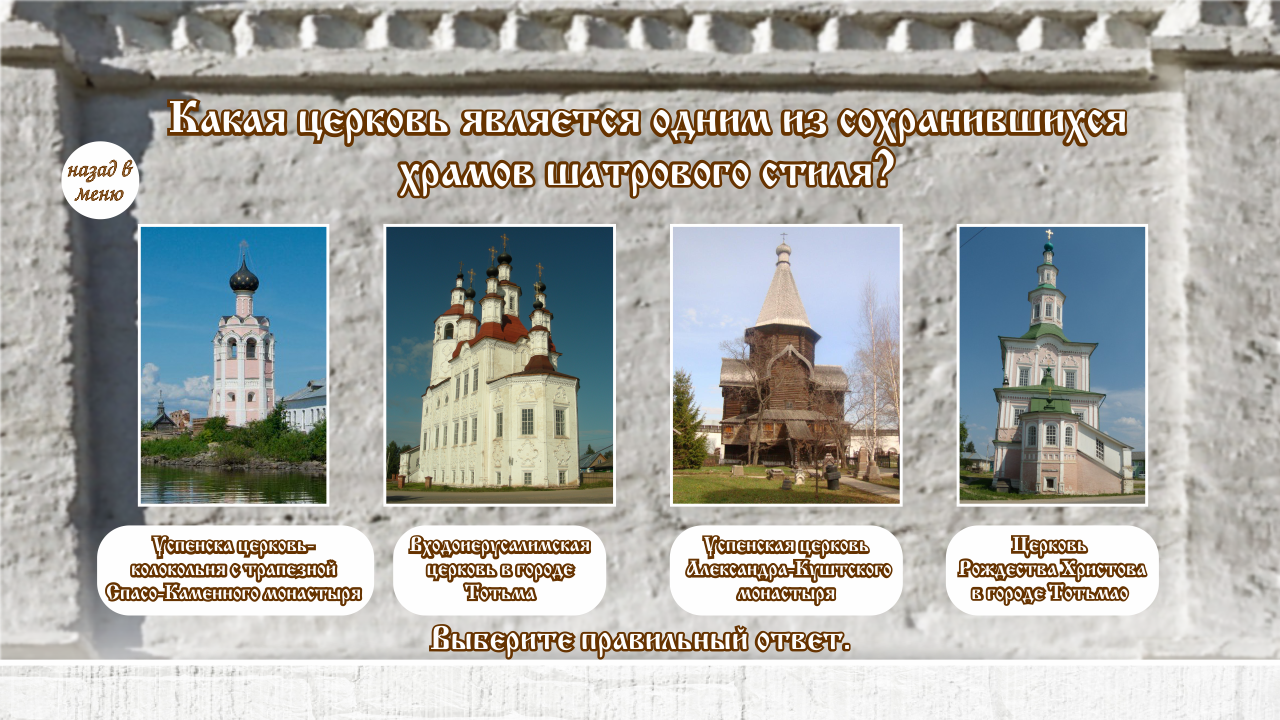 Какая церковь является одним из сохранившихся
храмов шатрового стиля?
назад в
меню
Успенска церковь-
колокольня с трапезной
Спасо-Каменного монастыря
Входоиерусалимская
церковь в городе
Тотьма
Успенская церковь
Александра-Куштского
монастыря
Церковь
Рождества Христова
в городе Тотьмао
Выберите правильный ответ.